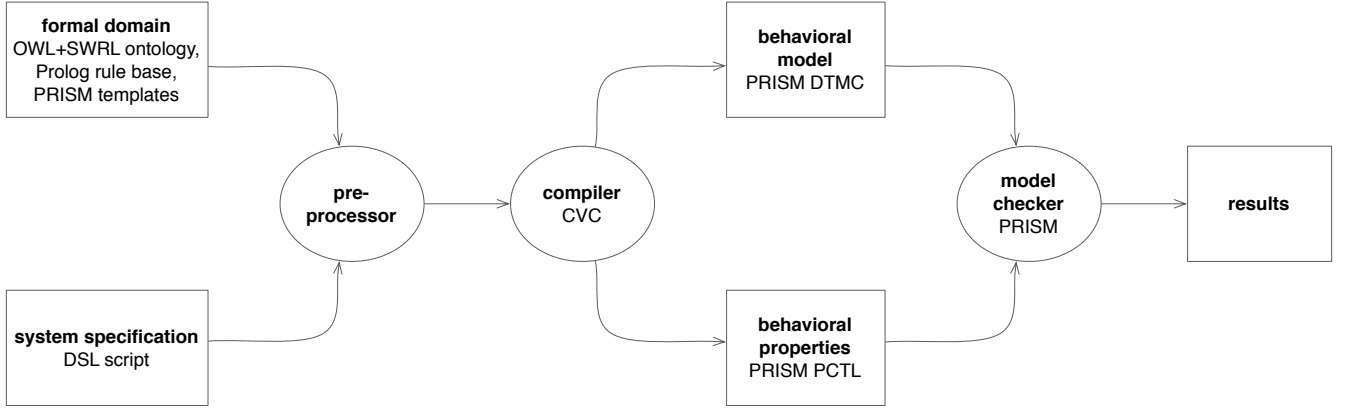 formal domain
OWL+SWRL ontology,
Prolog rule base,
PRISM templates
system specification
DSL script
pre-
processor
compiler
CVC
behavioral
model
PRISM DTMC
behavioral
properties
PRISM PCTL
model
checker
PRISM
results